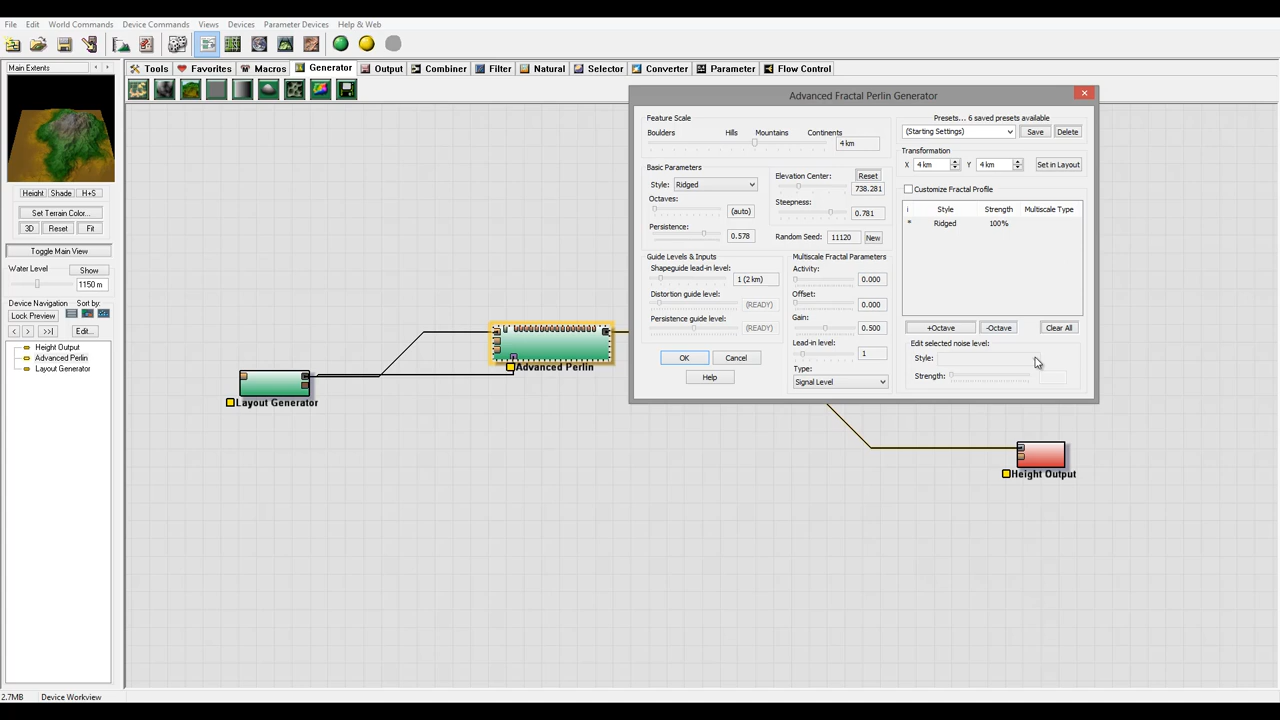 File Edit World Commands Device Commands Views Devices Parameter Devices Help & Web
Main Extents
Tools Favorites Macros Generator Output Combiner Filter Natural Selector Converter Parameter Flow Control
Height Shade H+S
Set Terrain Color...
3D Reset Fit
Toggle Main View
Water Level Show
1150 m
Device Navigation Sort by:
Lock Preview
< > >>| Edit...
Height Output
Advanced Perlin
Layout Generator
Layout Generator
Advanced Perlin
Height Output
Advanced Fractal Perlin Generator
Feature Scale
Boulders Hills Mountains Continents
4 km
Basic Parameters
Style: Ridged
Octaves:
(auto)
Persistence:
0.578
Elevation Center: Reset
738.281
Steepness:
0.781
Random Seed: 11120 New
Guide Levels & Inputs
Shapeguide lead-in level:
1 (2 km)
Distortion guide level:
(READY)
Persistence guide level:
(READY)
Multiscale Fractal Parameters
Activity:
0.000
Offset:
0.000
Gain:
0.500
Lead-in level:
1
Type:
Signal Level
OK Cancel
Help
Presets... 6 saved presets available
(Starting Settings) Save Delete
Transformation
X 4 km Y 4 km Set in Layout
Customize Fractal Profile
i Style Strength Multiscale Type
* Ridged 100%
+Octave -Octave Clear All
Edit selected noise level:
Style:
Strength:
2.7MB Device Workview